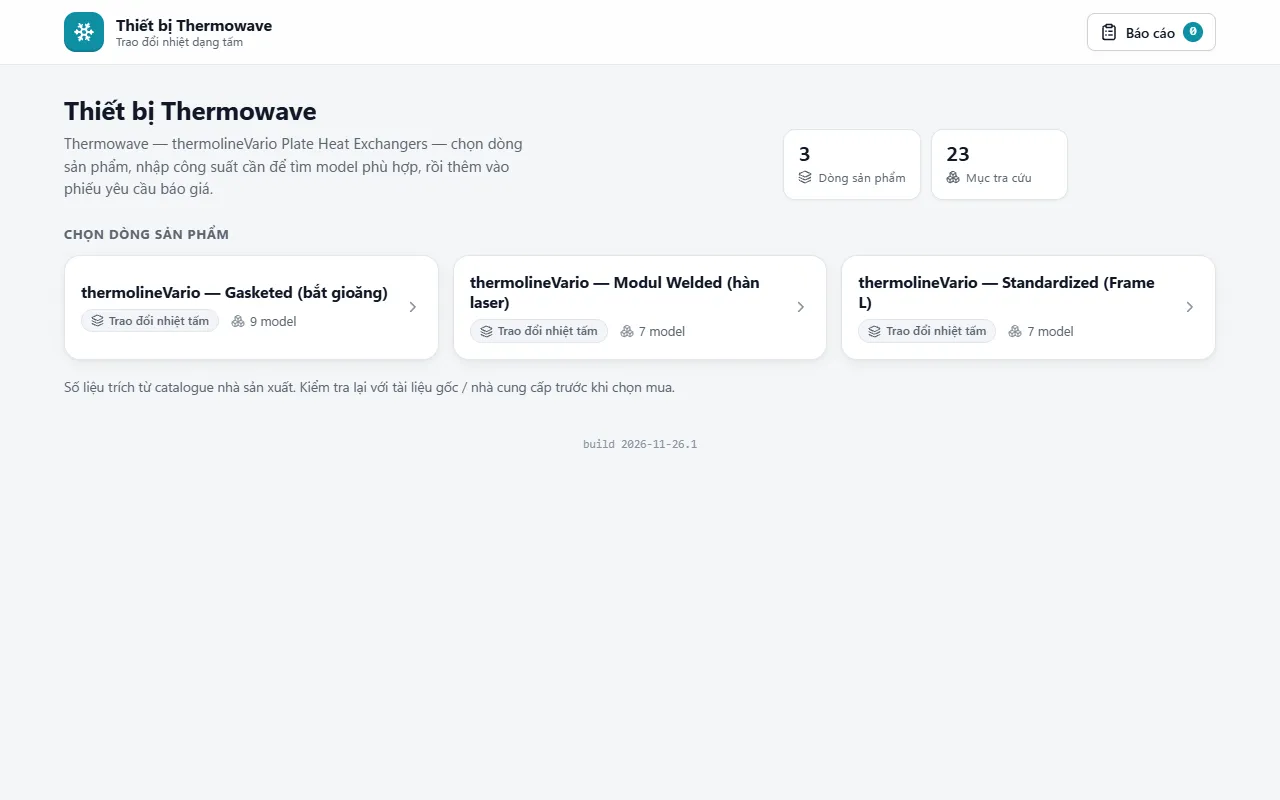 Thiết bị Thermowave
Trao đổi nhiệt dạng tấm
Báo cáo 0
Thiết bị Thermowave
Thermowave — thermolineVario Plate Heat Exchangers — chọn dòng
sản phẩm, nhập công suất cần để tìm model phù hợp, rồi thêm vào
phiếu yêu cầu báo giá.
3
Dòng sản phẩm
23
Mục tra cứu
CHỌN DÒNG SẢN PHẨM
thermolineVario — Gasketed (bắt gioăng)
Trao đổi nhiệt tấm 9 model
thermolineVario — Modul Welded (hàn
laser)
Trao đổi nhiệt tấm 7 model
thermolineVario — Standardized (Frame
L)
Trao đổi nhiệt tấm 7 model
Số liệu trích từ catalogue nhà sản xuất. Kiểm tra lại với tài liệu gốc / nhà cung cấp trước khi chọn mua.
build 2026-11-26.1